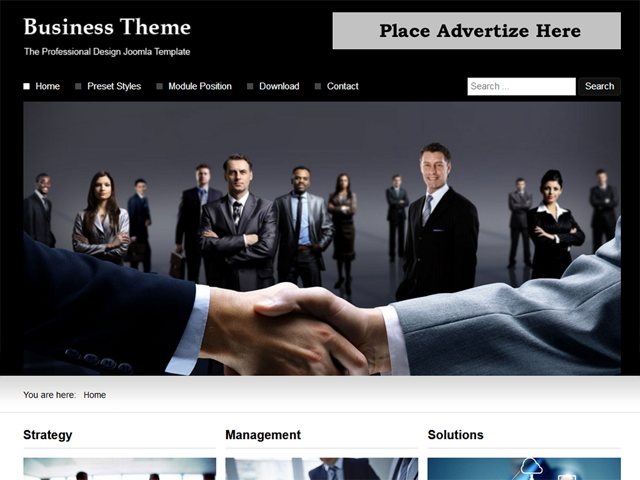 Business Theme
The Professional Design Joomla Template
Place Advertize Here
Home Preset Styles Module Position Download Contact
Search ... Search
You are here: Home
Strategy
Management
Solutions